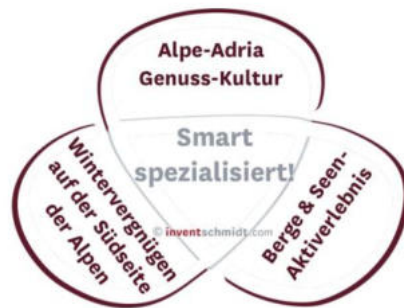 Alpe-Adria
Genuss-Kultur
Smart
spezialisiert!
Wintervergnügen
auf der Südseite
der Alpen
Berge & Seen-
Aktiverlebnis
© inventschmidt.com